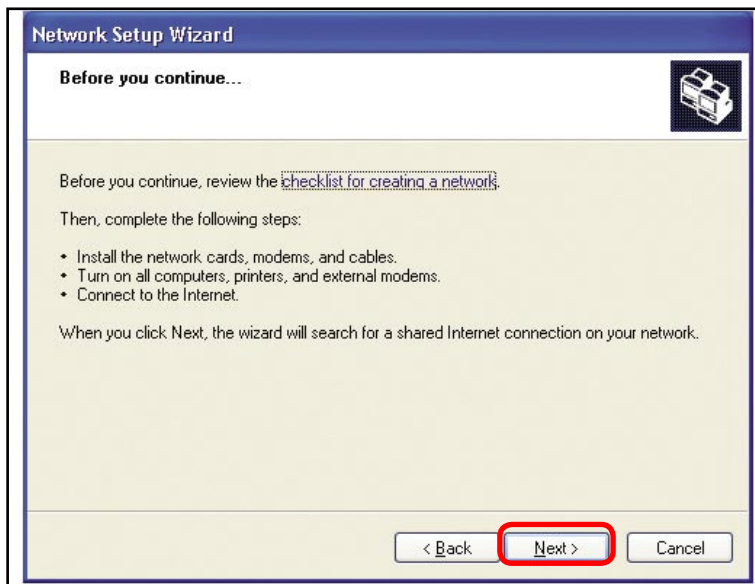 Network Setup Wizard
Before you continue...
Before you continue, review the checklist for creating a network.
Then, complete the following steps:
• Install the network cards, modems, and cables.
• Turn on all computers, printers, and external modems.
• Connect to the Internet.
When you click Next, the wizard will search for a shared Internet connection on your network.
< Back Next > Cancel